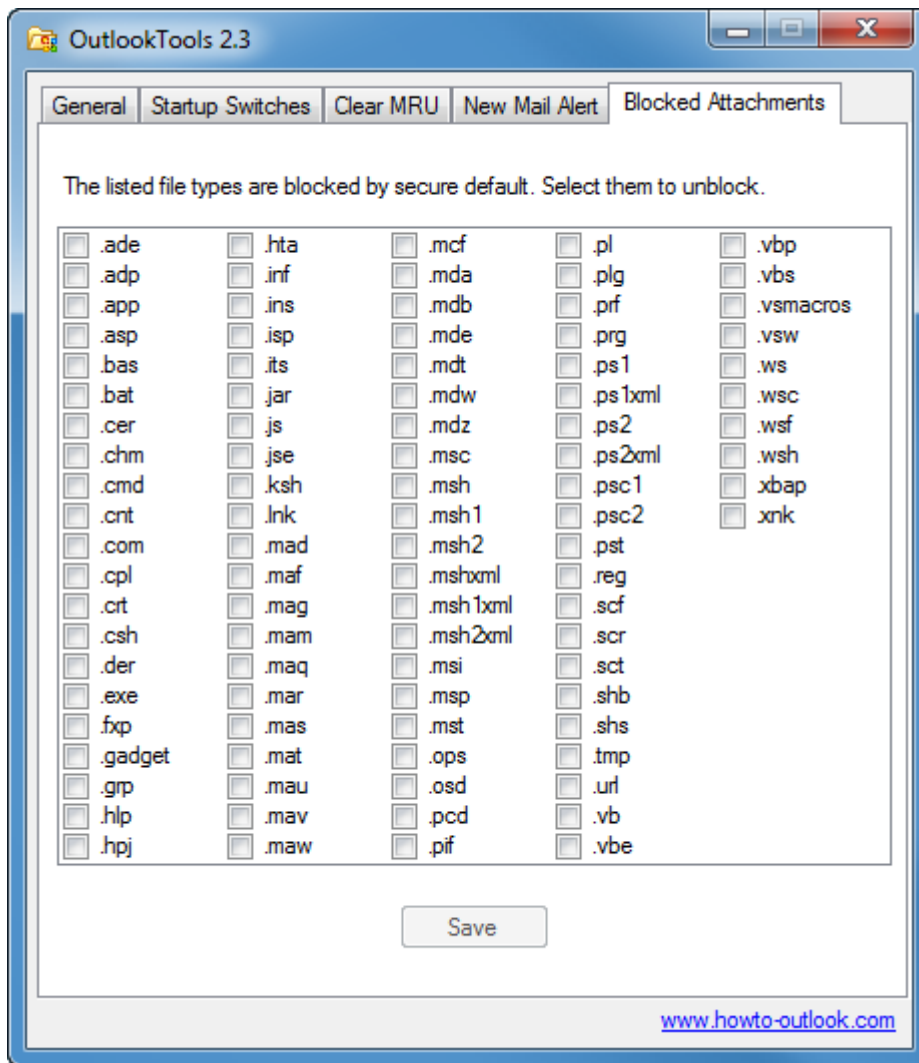 OutlookTools 2.3
General Startup Switches Clear MRU New Mail Alert Blocked Attachments
The listed file types are blocked by secure default. Select them to unblock.
.ade .hta .mcf .pl .vbp
.adp .inf .mda .plg .vbs
.app .ins .mdb .prf .vsmacros
.asp .isp .mde .prg .vsw
.bas .its .mdt .ps1 .ws
.bat .jar .mdw .ps1xml .wsc
.cer .js .mdz .ps2 .wsf
.chm .jse .msc .ps2xml .wsh
.cmd .ksh .msh .psc1 .xbap
.cnt .lnk .msh1 .psc2 .xnk
.com .mad .msh2 .pst
.cpl .maf .mshxml .reg
.crt .mag .msh1xml .scf
.csh .mam .msh2xml .scr
.der .maq .msi .sct
.exe .mar .msp .shb
.fxp .mas .mst .shs
.gadget .mat .ops .tmp
.grp .mau .osd .url
.hlp .mav .pcd .vb
.hpj .maw .pif .vbe
Save
www.howto-outlook.com